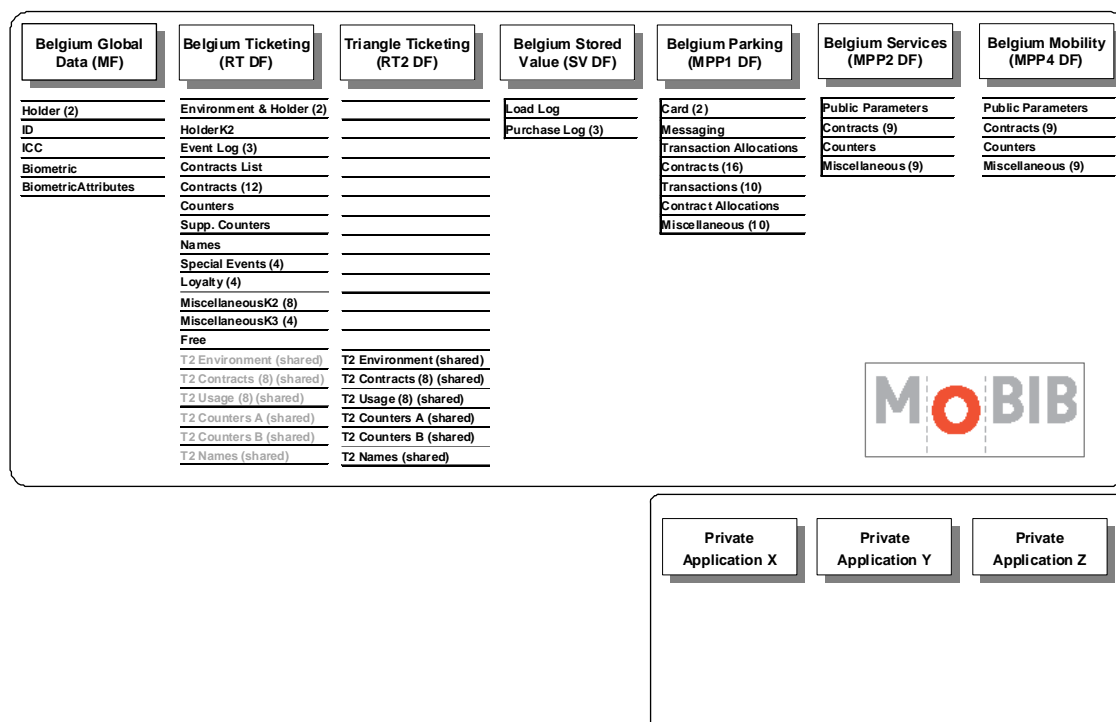 Belgium Global
Data (MF)
Holder (2)
ID
ICC
Biometric
BiometricAttributes
Belgium Ticketing
(RT DF)
Environment & Holder (2)
HolderK2
Event Log (3)
Contracts List
Contracts (12)
Counters
Supp. Counters
Names
Special Events (4)
Loyalty (4)
MiscellaneousK2 (8)
MiscellaneousK3 (4)
Free
T2 Environment (shared)
T2 Contracts (8) (shared)
T2 Usage (8) (shared)
T2 Counters A (shared)
T2 Counters B (shared)
T2 Names (shared)
Triangle Ticketing
(RT2 DF)
T2 Environment (shared)
T2 Contracts (8) (shared)
T2 Usage (8) (shared)
T2 Counters A (shared)
T2 Counters B (shared)
T2 Names (shared)
Belgium Stored
Value (SV DF)
Load Log
Purchase Log (3)
Belgium Parking
(MPP1 DF)
Card (2)
Messaging
Transaction Allocations
Contracts (16)
Transactions (10)
Contract Allocations
Miscellaneous (10)
Belgium Services
(MPP2 DF)
Public Parameters
Contracts (9)
Counters
Miscellaneous (9)
Belgium Mobility
(MPP4 DF)
Public Parameters
Contracts (9)
Counters
Miscellaneous (9)
MOBIB
Private
Application X
Private
Application Y
Private
Application Z